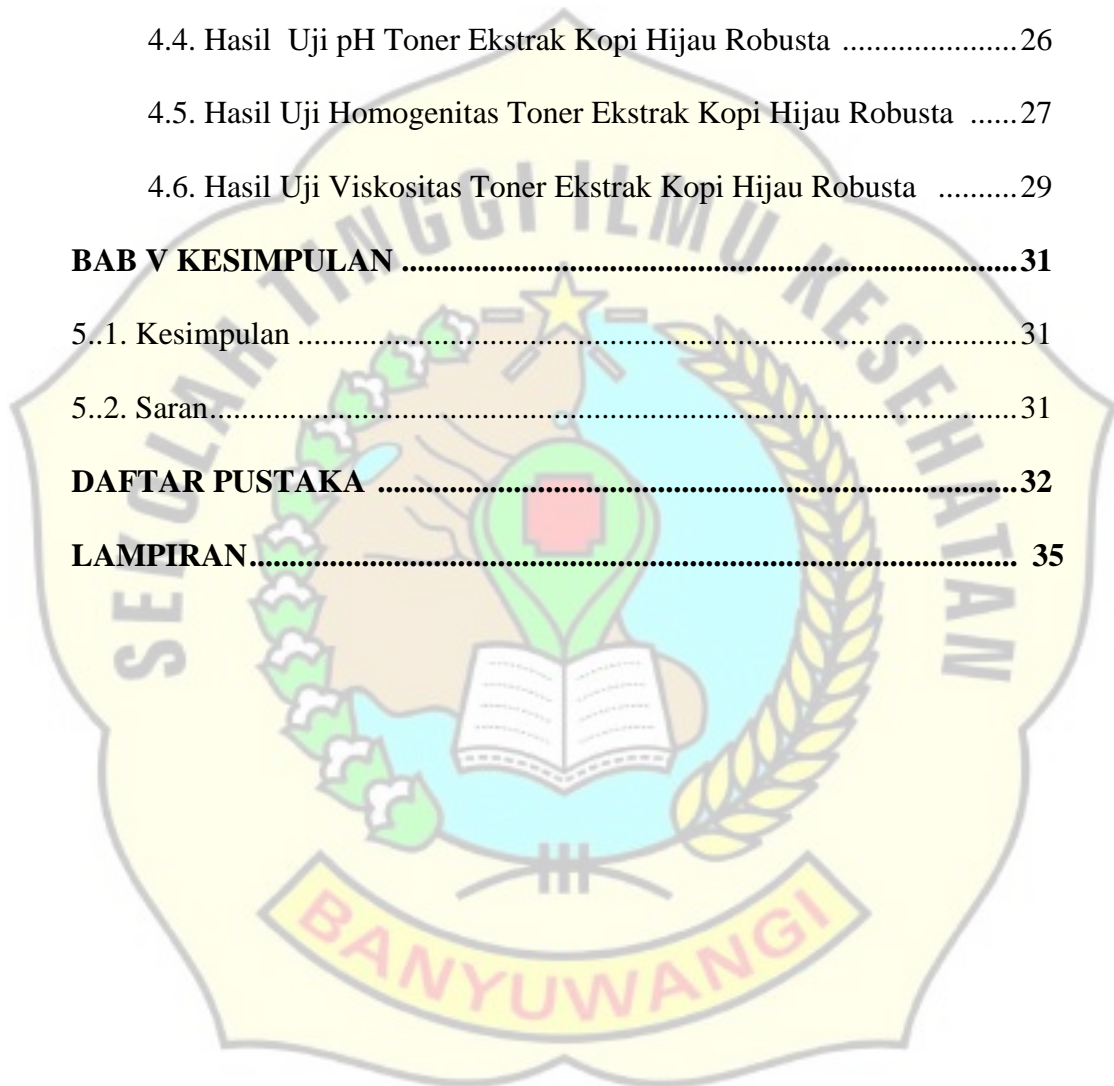 4.4. Hasil  Uji pH Toner Ekstrak Kopi Hijau Robusta ......................26
4.5. Hasil Uji Homogenitas Toner Ekstrak Kopi Hijau Robusta ......27
4.6. Hasil Uji Viskositas Toner Ekstrak Kopi Hijau Robusta ..........29
BAB V KESIMPULAN ...............................................................................31
5..1. Kesimpulan ............................................................................................31
5..2. Saran.......................................................................................................31
DAFTAR PUSTAKA ..................................................................................32
LAMPIRAN.................................................................................................. 35
SEKOLAH TINGGI ILMU KESEHATAN
BANYUWANGI